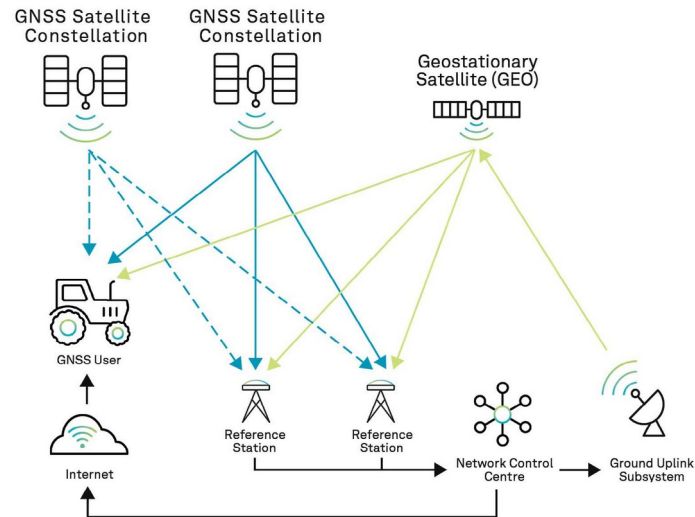 GNSS Satellite
Constellation
GNSS Satellite
Constellation
Geostationary
Satellite (GEO)
GNSS User
Internet
Reference
Station
Reference
Station
Network Control
Centre
Ground Uplink
Subsystem